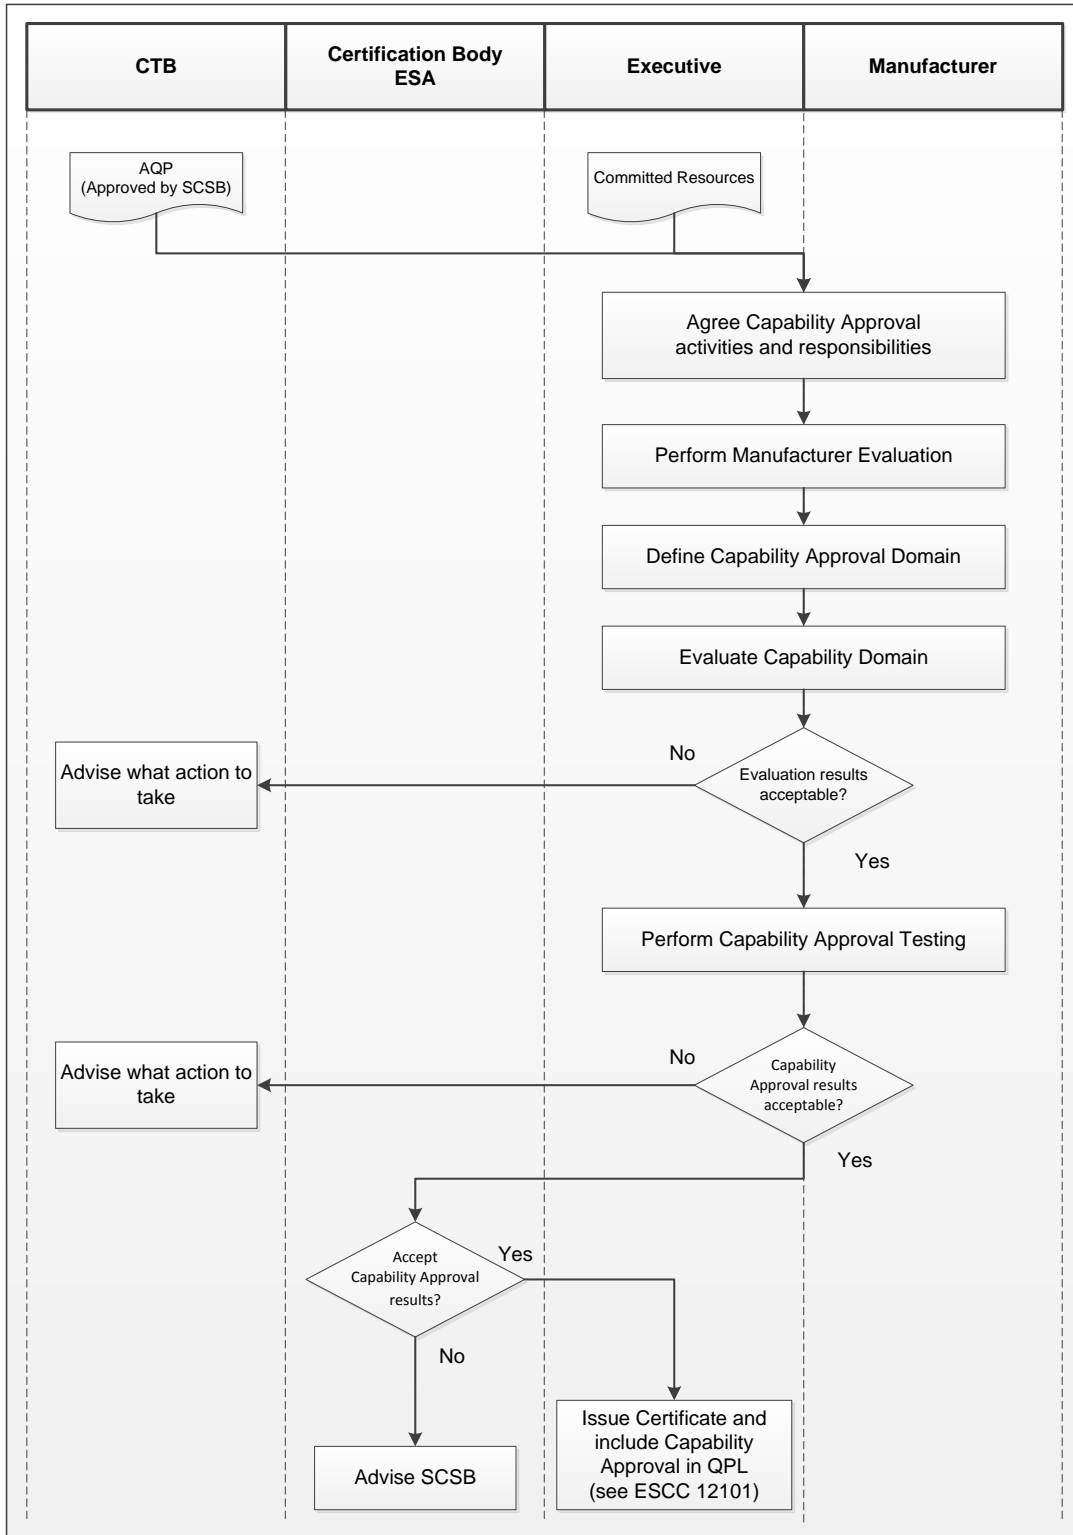 CTB
Certification Body
ESA
Executive
Manufacturer
AQP
(Approved by SCSB)
Committed Resources
Agree Capability Approval
activities and responsibilities
Perform Manufacturer Evaluation
Define Capability Approval Domain
Evaluate Capability Domain
Advise what action to
take
No
Evaluation results
acceptable?
Yes
Perform Capability Approval Testing
Advise what action to
take
No
Capability
Approval results
acceptable?
Yes
Accept
Capability Approval
results?
Yes
No
Advise SCSB
Issue Certificate and
include Capability
Approval in QPL
(see ESCC 12101)